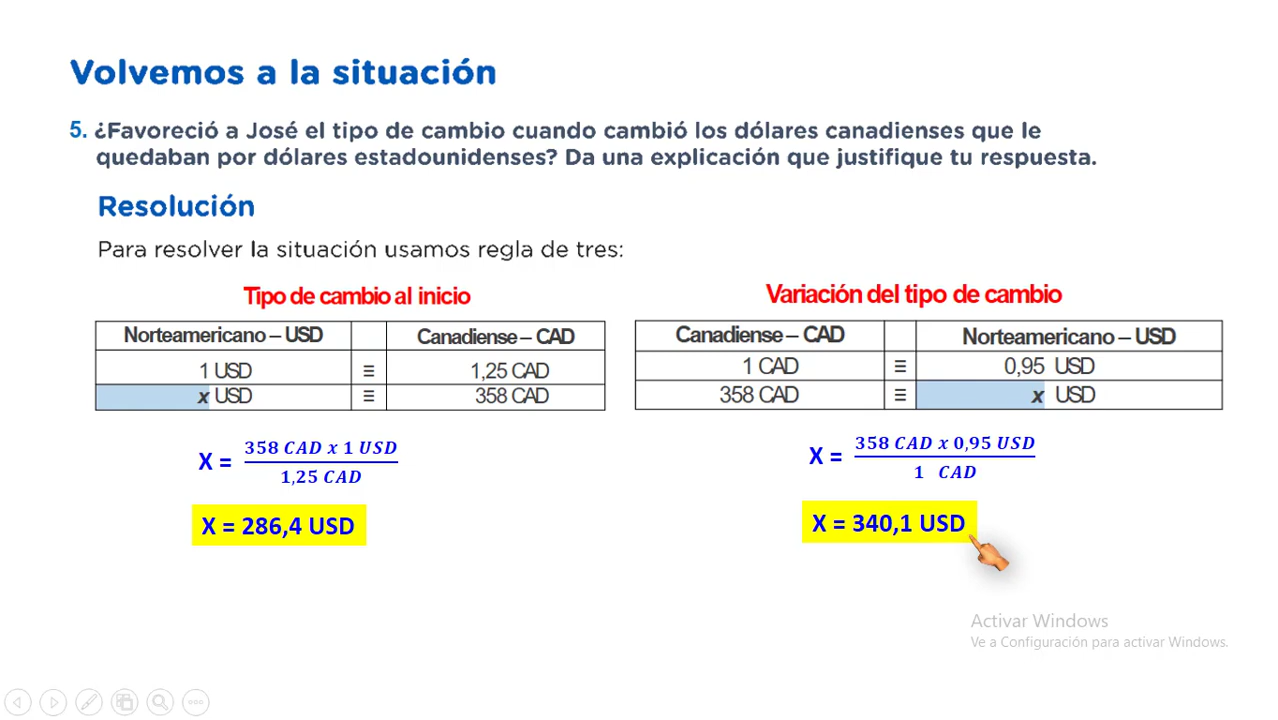 Volvemos a la situación
5. ¿Favoreció a José el tipo de cambio cuando cambió los dólares canadienses que le
quedaban por dólares estadounidenses? Da una explicación que justifique tu respuesta.
Resolución
Para resolver la situación usamos regla de tres:
Tipo de cambio al inicio
Norteamericano – USD Canadiense – CAD
1 USD ≡ 1,25 CAD
x USD ≡ 358 CAD
X = 358 CAD x 1 USD
1,25 CAD
X = 286,4 USD
Variación del tipo de cambio
Canadiense – CAD Norteamericano – USD
1 CAD ≡ 0,95 USD
358 CAD ≡ x USD
X = 358 CAD x 0,95 USD
1 CAD
X = 340,1 USD
Activar Windows
Ve a Configuración para activar Windows.